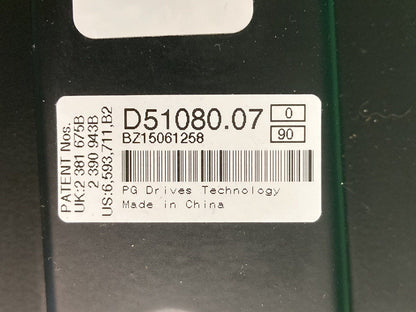 PATENT Nos.
UK:2 381 675B
2 390 943B
US:6,593,711,B2
D51080.07
0
BZ15061258
90
PG Drives Technology
Made in China